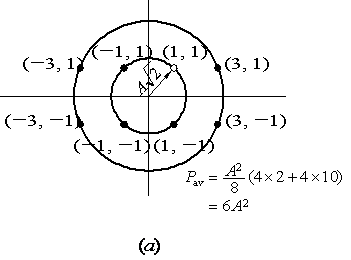 (−3, 1) (−1, 1) (1, 1) (3, 1)
A√2
(−3, −1) (−1, −1) (1, −1) (3, −1)
P_av = A²/8 (4×2+4×10)
= 6A²
(a)